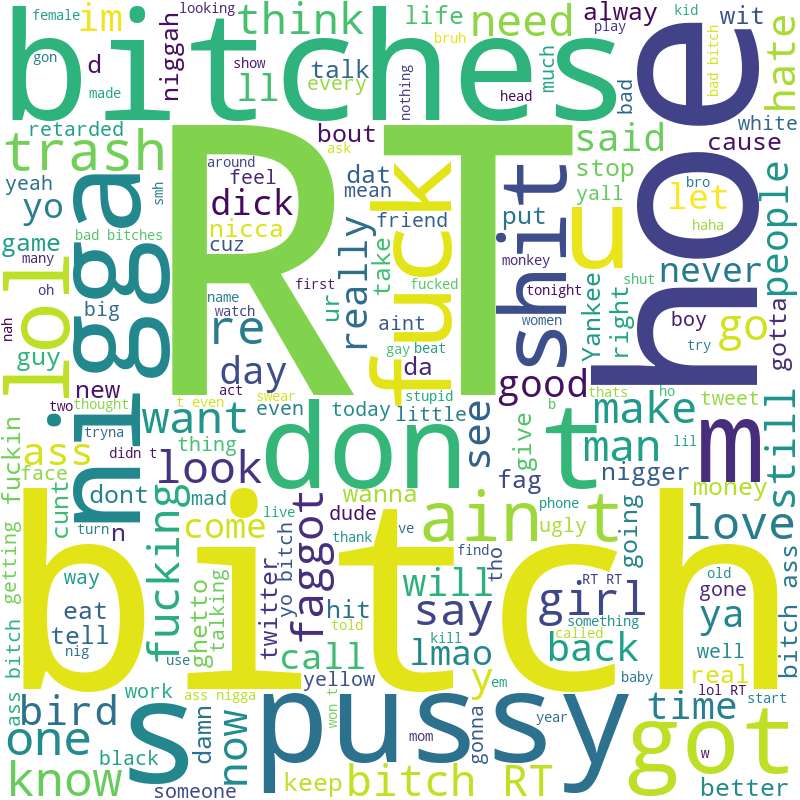 female
looking
im
bitches
think
need
life
alway
kid
wit
gon
bruh
play
d
niggah
ll
talk
show
nothing
much
bad
bad bitch
hate
made
every
head
hoe
retarded
RT
bout
said
cause
white
trash
ask
around
dat
fuck
stop
bro
yeah
smh
feel
mean
shit
yall
let
people
yo
nigga
dick
friend
put
haha
nicca
really
u
game
bad bitches
cuz
take
monkey
never
many
lol
ur
fucked
tonight
Yankee
right
shut
gotta
oh
first
name
big
watch
aint
women
boy
go
nah
re
gay
beat
try
guy
day
da
good
thats
new
act
stupid
ho
two
thought
t even
swear
even
today
little
b
make
tweet
tryna
want
don t
see
give
lil
still
ass
didn t
thing
man
m
face
look
fag
nigger
ass bitch getting fuckin
cunt
dont
mad
wanna
money
fucking
faggot
ain t
phone
n
turn
come
live
dude
ve
ugly
going
love
bitch
thank
way
ghetto
talking
twitter
yo bitch
find
tho
RT RT
old
bitch ass
eat
will
girl
gone
hit
say
something
ya
tell
told
kill
called
nig
use
call
lmao
back
well
ass nigga
yellow
y
em
baby
real
lol RT
work
won t
start
bird
s
pussy
year
time
damn
mom
gonna
got
one
now
black
w
know
someone
keep
bitch RT
better